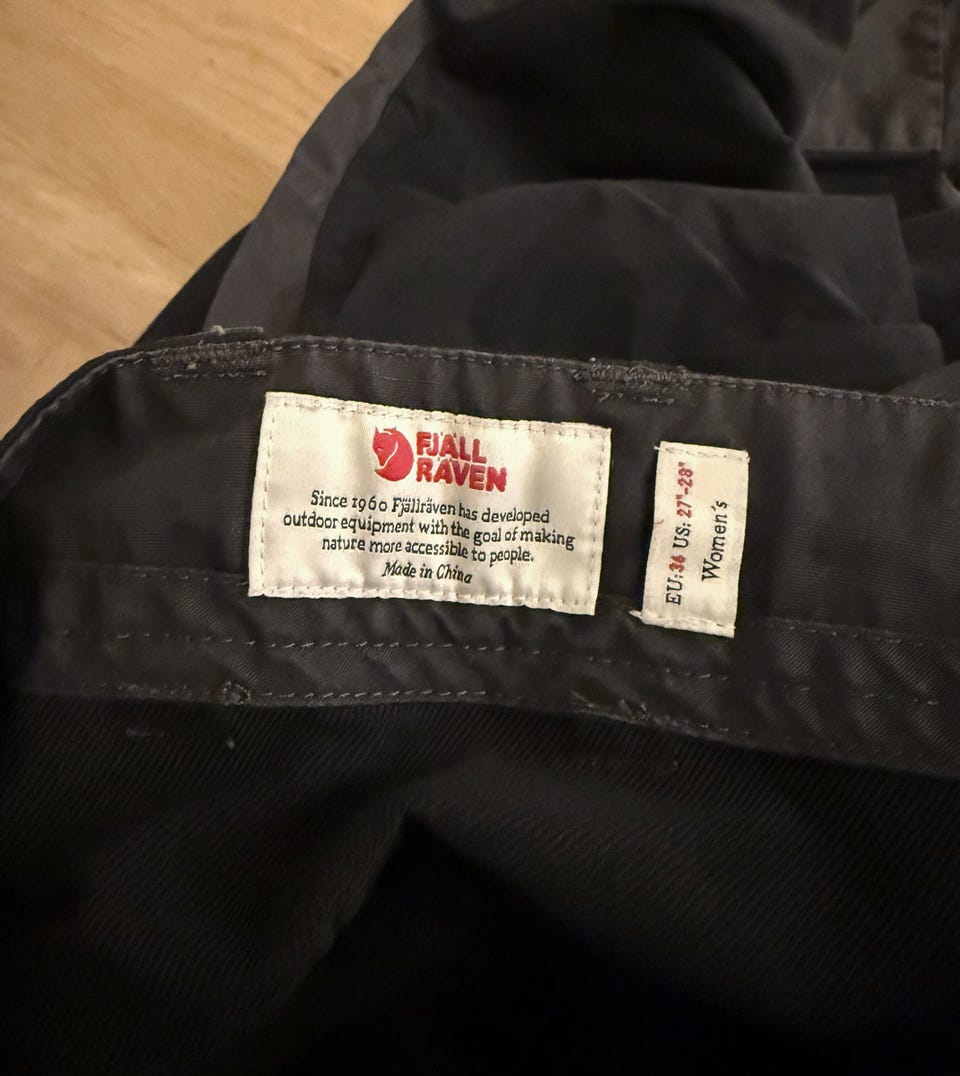 FJÄLL
RÄVEN
Since 1960 Fjällräven has developed
outdoor equipment with the goal of making
nature more accessible to people.
Made in China
EU:36 US: 27"-28"
Women's